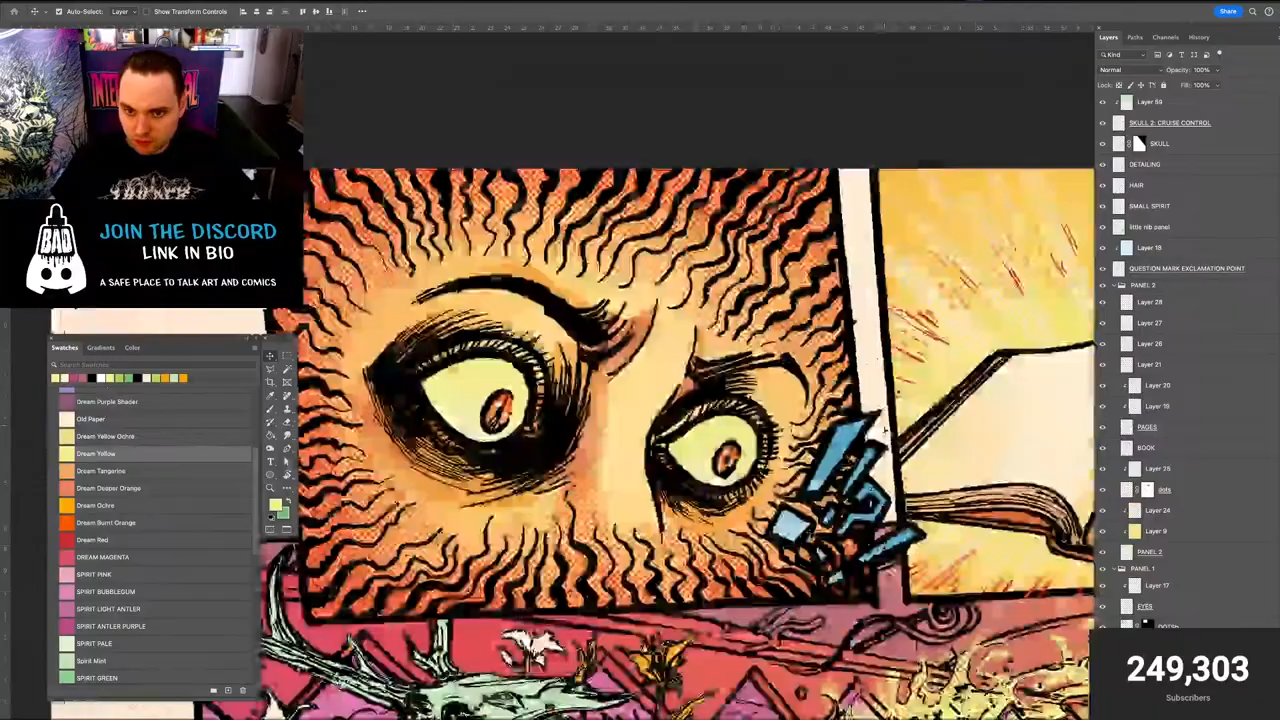 Auto-Select: Layer Show Transform Controls
Share
Layers Paths Channels History
Kind
Normal Opacity: 100%
Lock: Fill: 100%
Layer 59
SKULL 2: CRUISE CONTROL
SKULL
DETAILING
HAIR
SMALL SPIRIT
little nib panel
Layer 18
QUESTION MARK EXCLAMATION POINT
PANEL 2
Layer 28
Layer 27
Layer 26
Layer 21
Layer 20
Layer 19
PAGES
BOOK
Layer 25
dots
Layer 24
Layer 9
PANEL 2
PANEL 1
Layer 17
EYES
BAD
JOIN THE DISCORD
LINK IN BIO
A SAFE PLACE TO TALK ART AND COMICS
Swatches Gradients Color
Search Swatches
Dream Purple Shader
Old Paper
Dream Yellow Ochre
Dream Yellow
Dream Tangerine
Dream Deeper Orange
Dream Ochre
Dream Burnt Orange
Dream Red
DREAM MAGENTA
SPIRIT PINK
SPIRIT BUBBLEGUM
SPIRIT LIGHT ANTLER
SPIRIT ANTLER PURPLE
SPIRIT PALE
Spirit Mint
SPIRIT GREEN
249,303
Subscribers